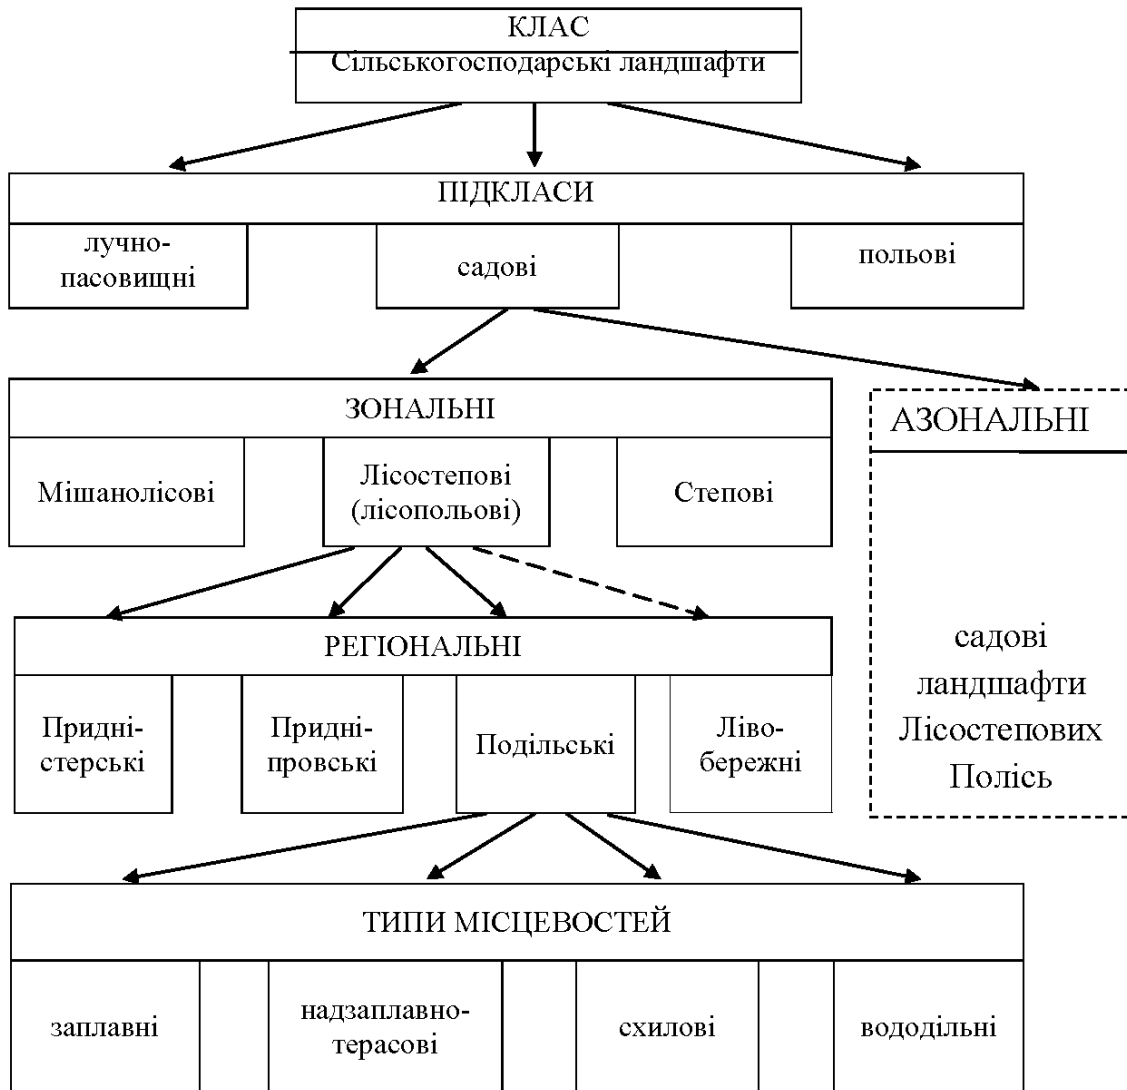 КЛАС
Сільськогосподарські ландшафти
ПІДКЛАСИ
лучно-
пасовищні
садові
польові
ЗОНАЛЬНІ
Мішанолісові
Лісостепові
(лісопольові)
Степові
АЗОНАЛЬНІ
садові
ландшафти
Лісостепових
Полісь
РЕГІОНАЛЬНІ
Придні-
стерські
Придні-
провські
Подільські
Ліво-
бережні
ТИПИ МІСЦЕВОСТЕЙ
заплавні
надзаплавно-
терасові
схилові
вододільні